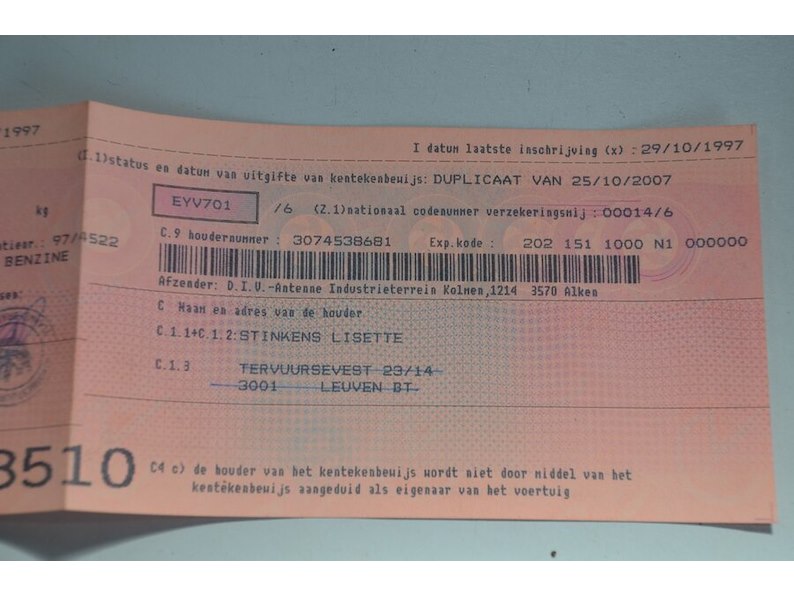 /1997
I datum laatste inschrijving (x) : 29/10/1997
(I.1)status en datum van uitgifte van kentekenbewijs: DUPLICAAT VAN 25/10/2007
kg
EYV701 /6 (Z.1)nationaal codenummer verzekeringsmij : 00014/6
97/4522
C.9 houdernummer : 3074538681 Exp.kode : 202 151 1000 N1 000000
BENZINE
Afzender: D.I.V.-Antenne Industrieterrein Kolmen,1214 3570 Alken
C Naam en adres van de houder
C.1.1+C.1.2: STINKENS LISETTE
C.1.3 TERVUURSEVEST 23/14
3001 LEUVEN BT.
8510
C4 c) de houder van het kentekenbewijs wordt niet door middel van het
kentekenbewijs aangeduid als eigenaar van het voertuig